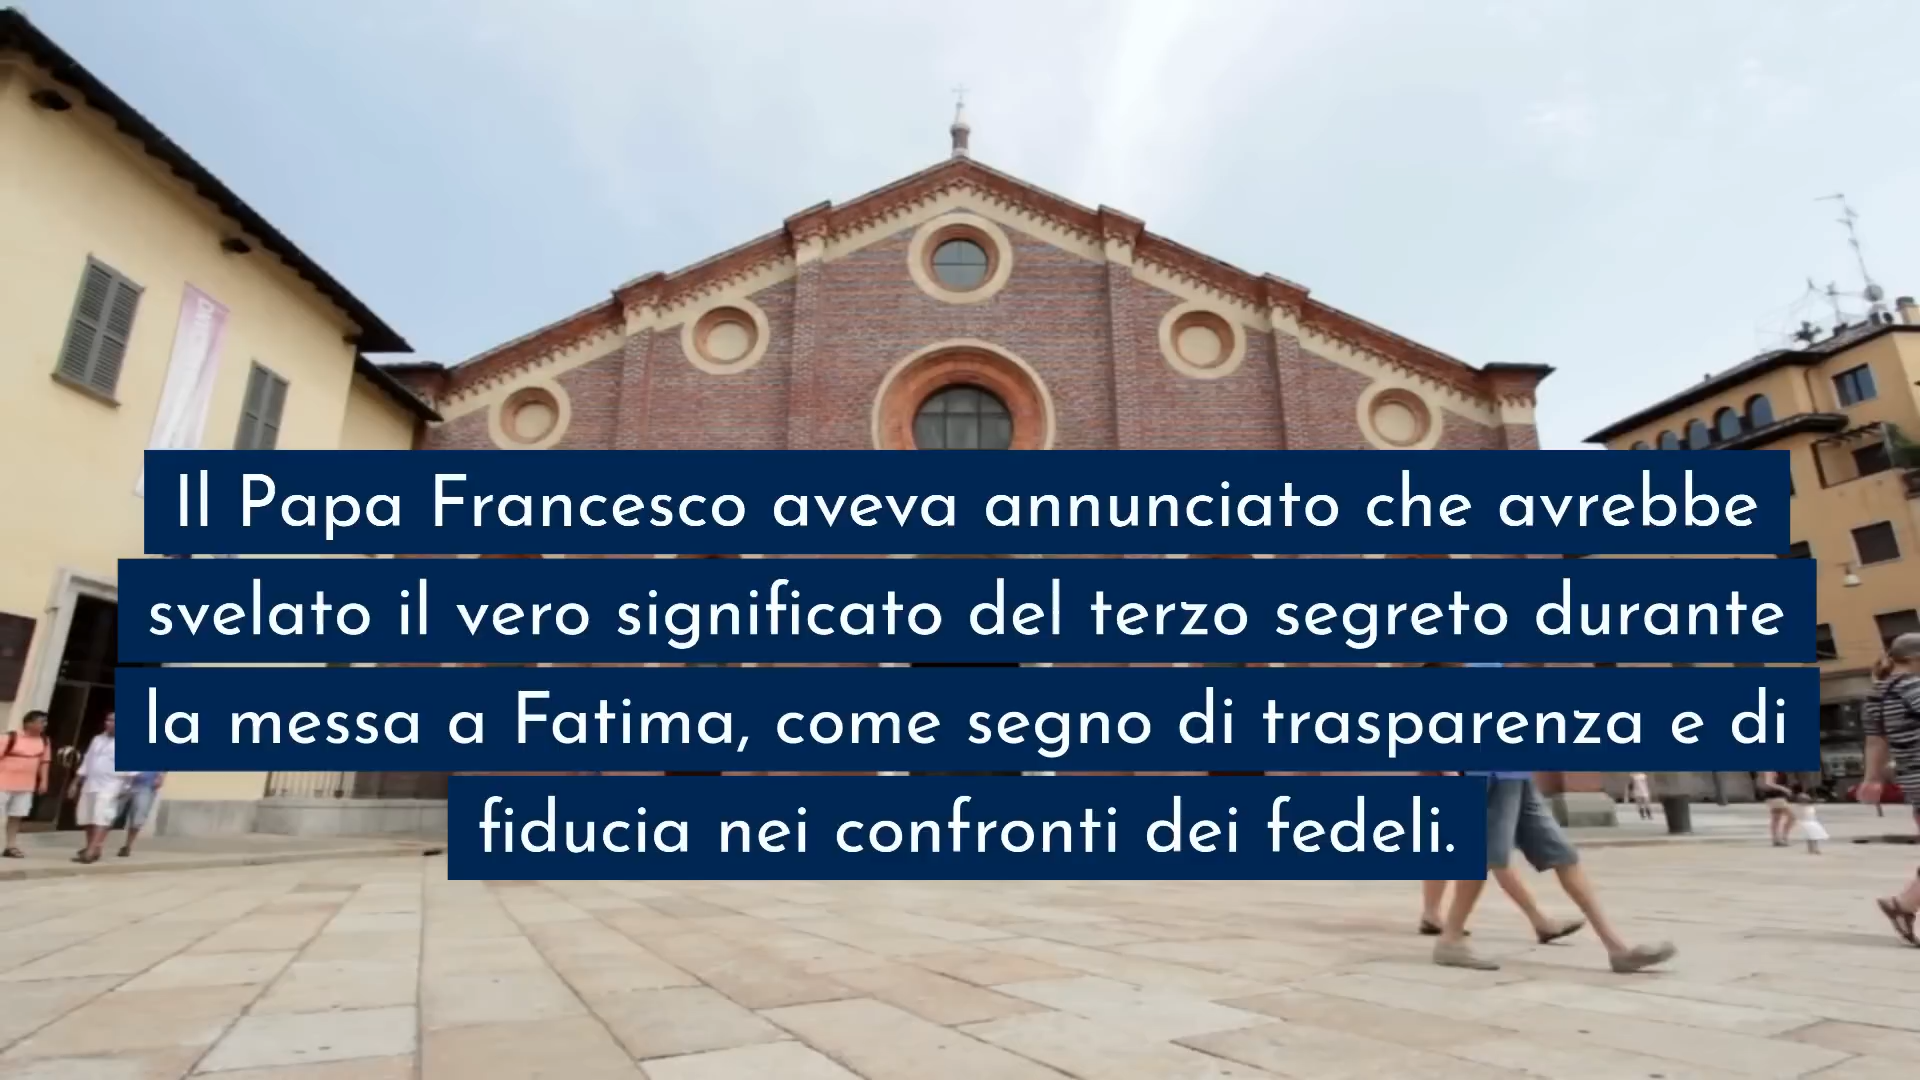 Il Papa Francesco aveva annunciato che avrebbe
svelato il vero significato del terzo segreto durante
la messa a Fatima, come segno di trasparenza e di
fiducia nei confronti dei fedeli.